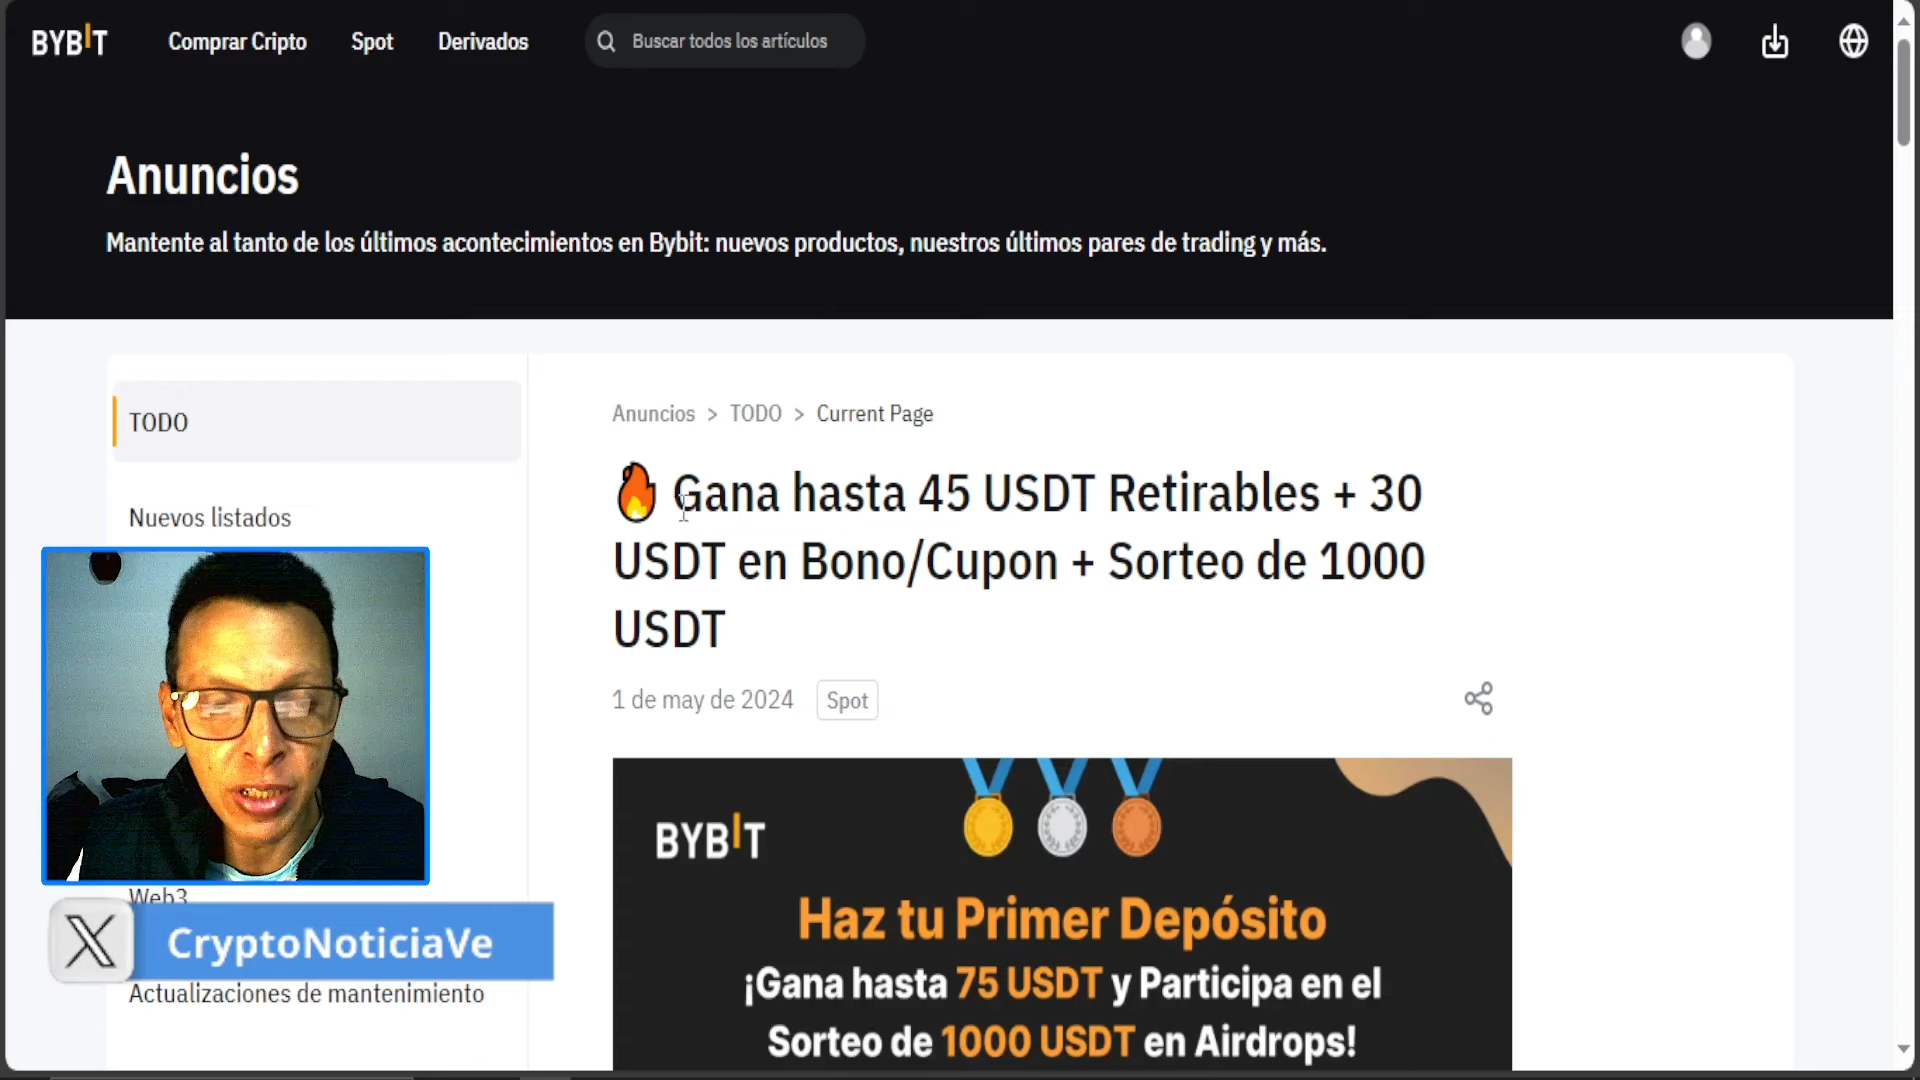 BYBIT
Comprar Cripto
Spot
Derivados
Buscar todos los artículos
Anuncios
Mantente al tanto de los últimos acontecimientos en Bybit: nuevos productos, nuestros últimos pares de trading y más.
TODO
Nuevos listados
Web3
CryptoNoticiaVe
Actualizaciones de mantenimiento
Anuncios > TODO > Current Page
Gana hasta 45 USDT Retirables + 30
USDT en Bono/Cupon + Sorteo de 1000
USDT
1 de may de 2024
Spot
BYBIT
Haz tu Primer Depósito
¡Gana hasta 75 USDT y Participa en el
Sorteo de 1000 USDT en Airdrops!